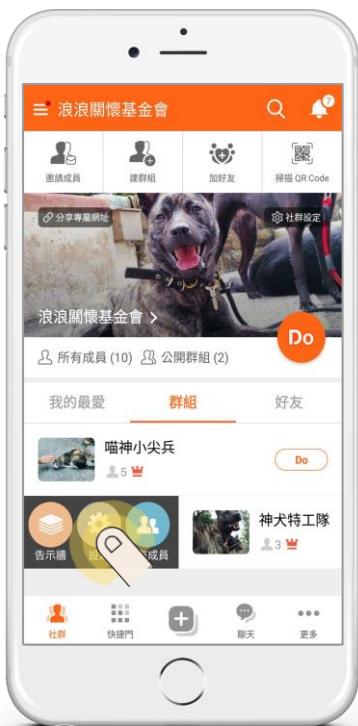 浪浪關懷基金會
7
邀請成員
建群組
加好友
掃描 QR Code
分享專屬網址
社群設定
浪浪關懷基金會 >
Do
所有成員 (10) 公開群組 (2)
我的最愛
群組
好友
喵神小尖兵
5
Do
告示牆
成員
神犬特工隊
3
社群
快捷門
聊天
更多